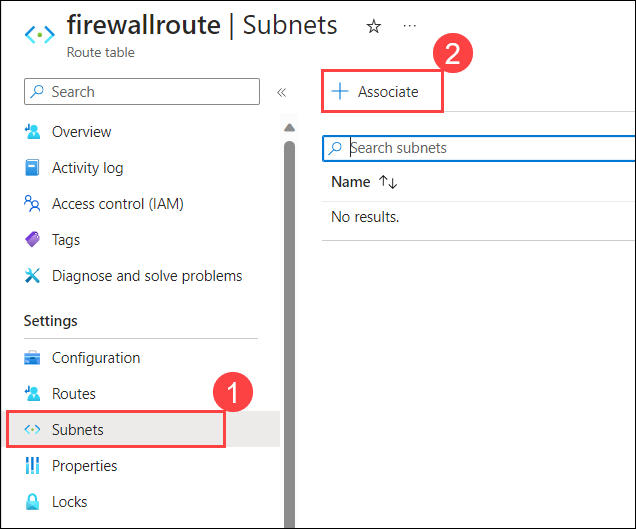 firewallroute | Subnets
Route table
2
Search
Associate
Overview
Search subnets
Activity log
Name
Access control (IAM)
No results.
Tags
Diagnose and solve problems
Settings
Configuration
1
Routes
Subnets
Properties
Locks